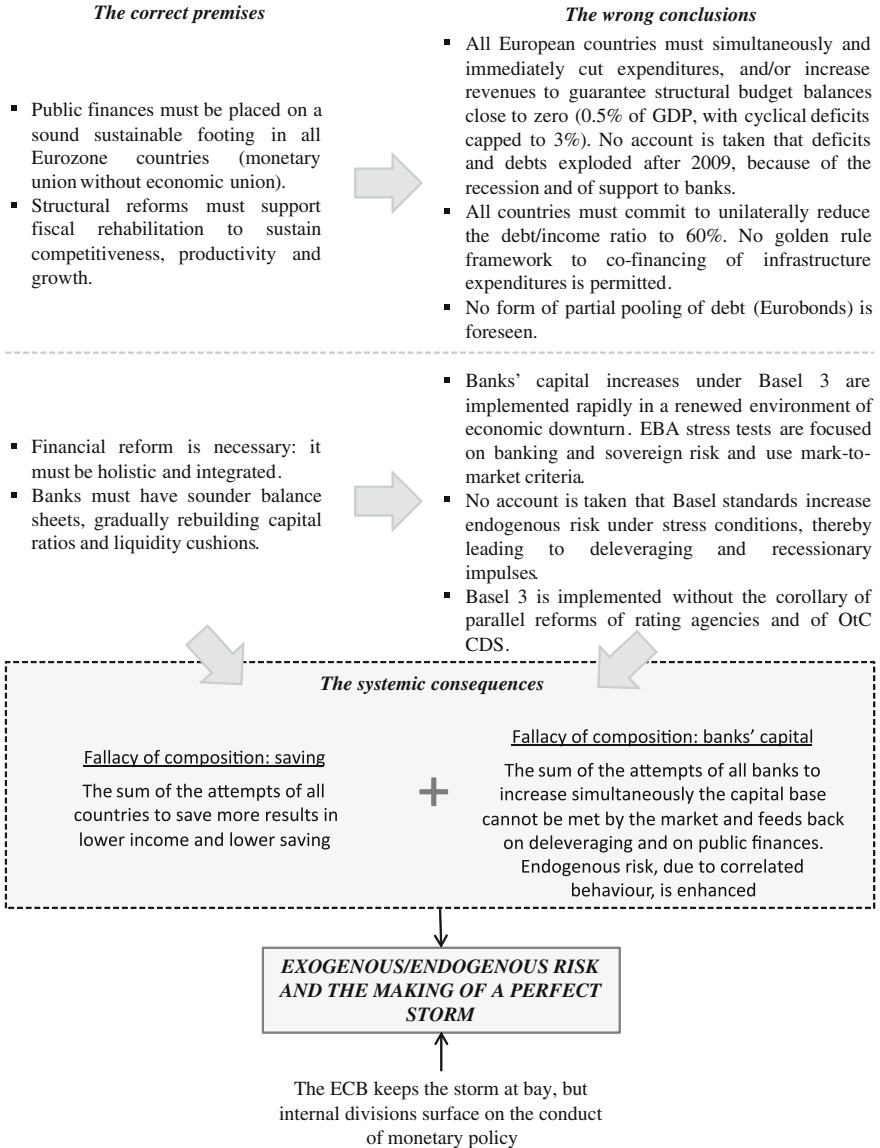 The correct premises
The wrong conclusions
▪ Public finances must be placed on a
sound sustainable footing in all
Eurozone countries (monetary
union without economic union).
▪ Structural reforms must support
fiscal rehabilitation to sustain
competitiveness, productivity and
growth.
▪ All European countries must simultaneously and
immediately cut expenditures, and/or increase
revenues to guarantee structural budget balances
close to zero (0.5% of GDP, with cyclical deficits
capped to 3%). No account is taken that deficits
and debts exploded after 2009, because of the
recession and of support to banks.
▪ All countries must commit to unilaterally reduce
the debt/income ratio to 60%. No golden rule
framework to co-financing of infrastructure
expenditures is permitted.
▪ No form of partial pooling of debt (Eurobonds) is
foreseen.
▪ Financial reform is necessary: it
must be holistic and integrated.
▪ Banks must have sounder balance
sheets, gradually rebuilding capital
ratios and liquidity cushions.
▪ Banks' capital increases under Basel 3 are
implemented rapidly in a renewed environment of
economic downturn. EBA stress tests are focused
on banking and sovereign risk and use mark-to-
market criteria.
▪ No account is taken that Basel standards increase
endogenous risk under stress conditions, thereby
leading to deleveraging and recessionary
impulses.
▪ Basel 3 is implemented without the corollary of
parallel reforms of rating agencies and of OtC
CDS.
The systemic consequences
Fallacy of composition: saving
The sum of the attempts of all
countries to save more results in
lower income and lower saving
+
Fallacy of composition: banks' capital
The sum of the attempts of all banks to
increase simultaneously the capital base
cannot be met by the market and feeds back
on deleveraging and on public finances.
Endogenous risk, due to correlated
behaviour, is enhanced
EXOGENOUS/ENDOGENOUS RISK
AND THE MAKING OF A PERFECT
STORM
The ECB keeps the storm at bay, but
internal divisions surface on the conduct
of monetary policy